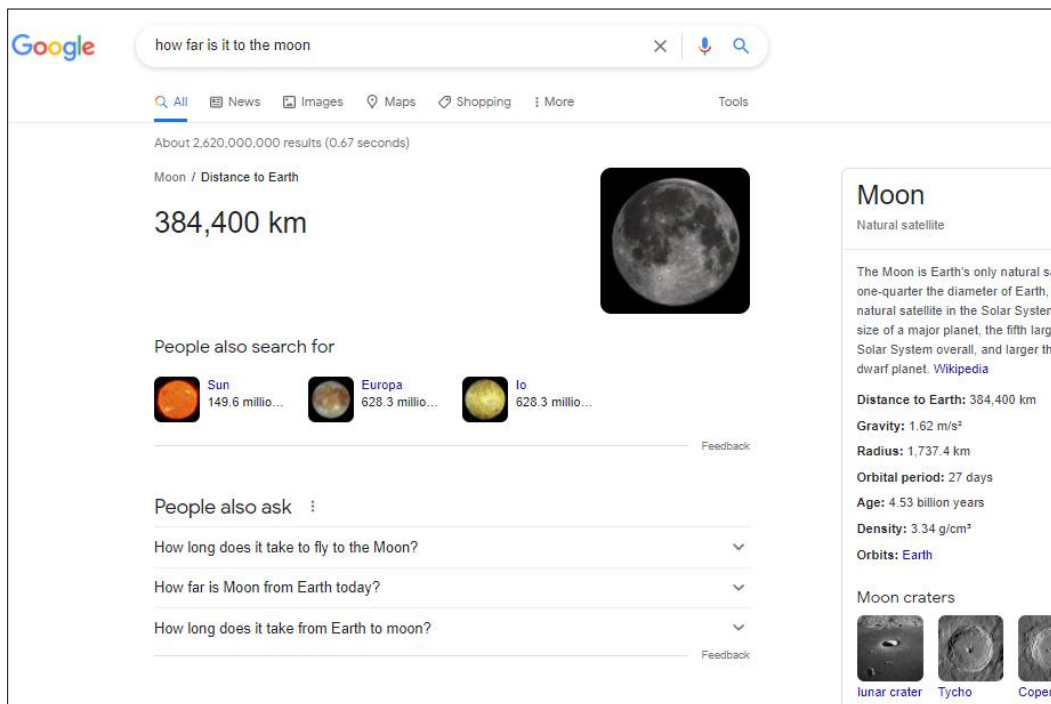 Google
how far is it to the moon
All News Images Maps Shopping More Tools
About 2,620,000,000 results (0.67 seconds)
Moon / Distance to Earth
384,400 km
People also search for
Sun
149.6 millio...
Europa
628.3 millio...
Io
628.3 millio...
Feedback
People also ask
How long does it take to fly to the Moon?
How far is Moon from Earth today?
How long does it take from Earth to moon?
Feedback
Moon
Natural satellite
The Moon is Earth's only natural
one-quarter the diameter of Earth,
natural satellite in the Solar
size of a major planet, the fifth
Solar System overall, and larger
dwarf planet. Wikipedia
Distance to Earth: 384,400 km
Gravity: 1.62 m/s²
Radius: 1,737.4 km
Orbital period: 27 days
Age: 4.53 billion years
Density: 3.34 g/cm³
Orbits: Earth
Moon craters
lunar crater
Tycho